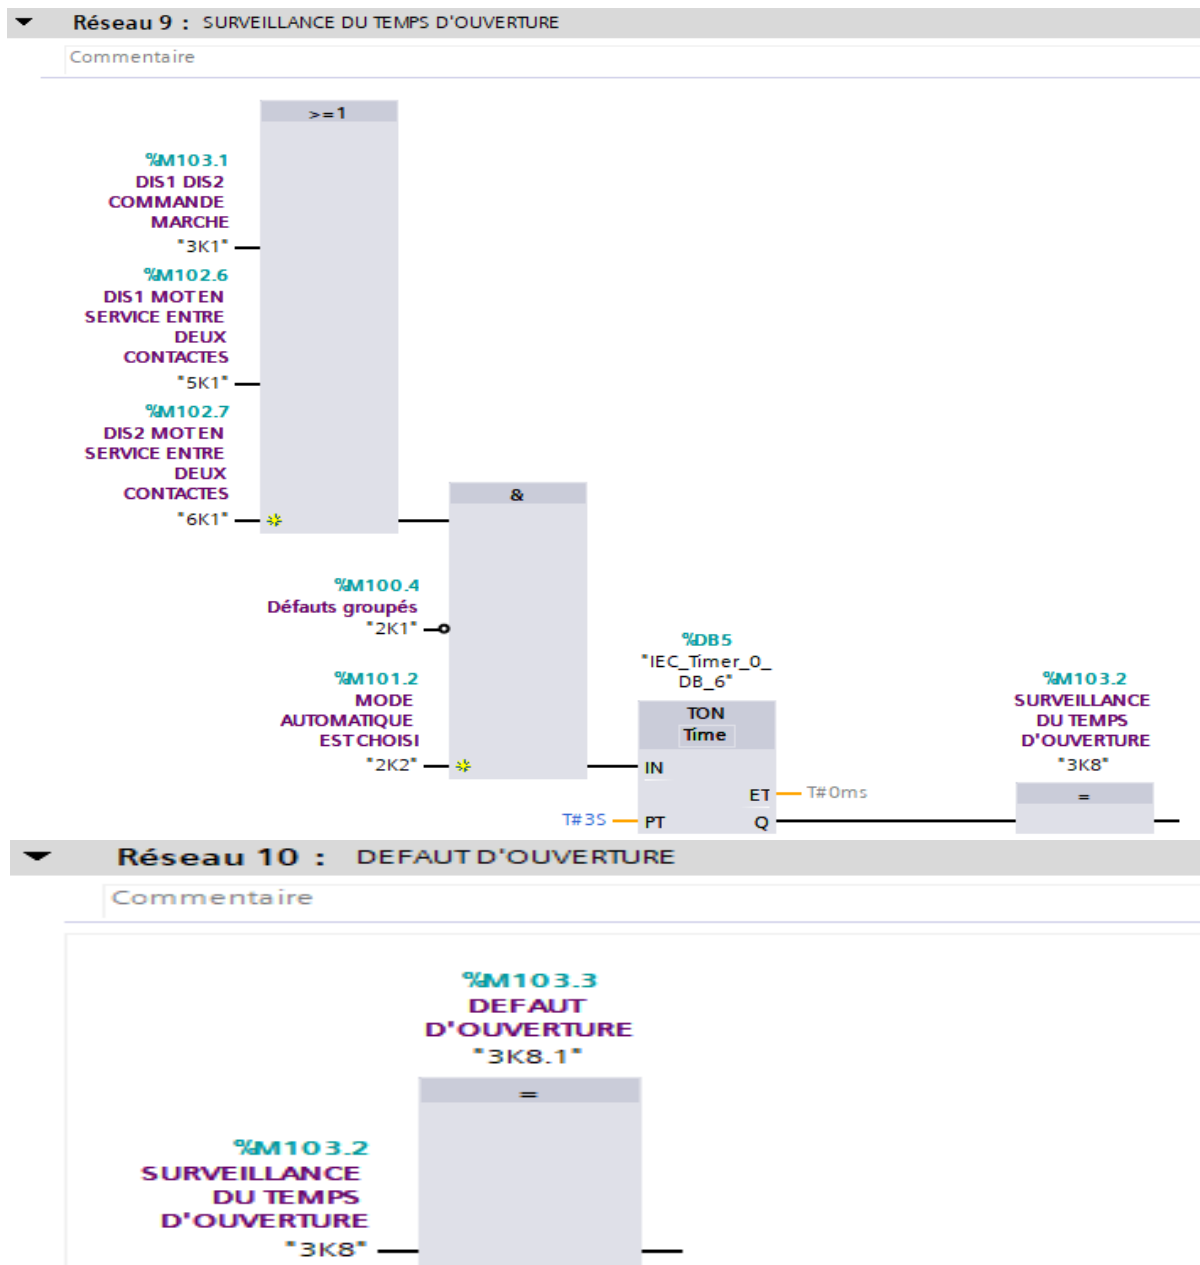 Réseau 9 : SURVEILLANCE DU TEMPS D'OUVERTURE
Commentaire
>=1
%M103.1
DIS1 DIS2
COMMANDE
MARCHE
"3K1"
%M102.6
DIS1 MOT EN
SERVICE ENTRE
DEUX
CONTACTES
"5K1"
%M102.7
DIS2 MOT EN
SERVICE ENTRE
DEUX
CONTACTES
"6K1"
&
%M100.4
Défauts groupés
"2K1"
%M101.2
MODE
AUTOMATIQUE
EST CHOISI
"2K2"
%DB5
"IEC_Timer_0_
DB_6"
TON
Time
IN
ET
T#0ms
T#3S
PT
Q
%M103.2
SURVEILLANCE
DU TEMPS
D'OUVERTURE
"3K8"
=
Réseau 10 : DEFAUT D'OUVERTURE
Commentaire
%M103.3
DEFAUT
D'OUVERTURE
"3K8.1"
=
%M103.2
SURVEILLANCE
DU TEMPS
D'OUVERTURE
"3K8"